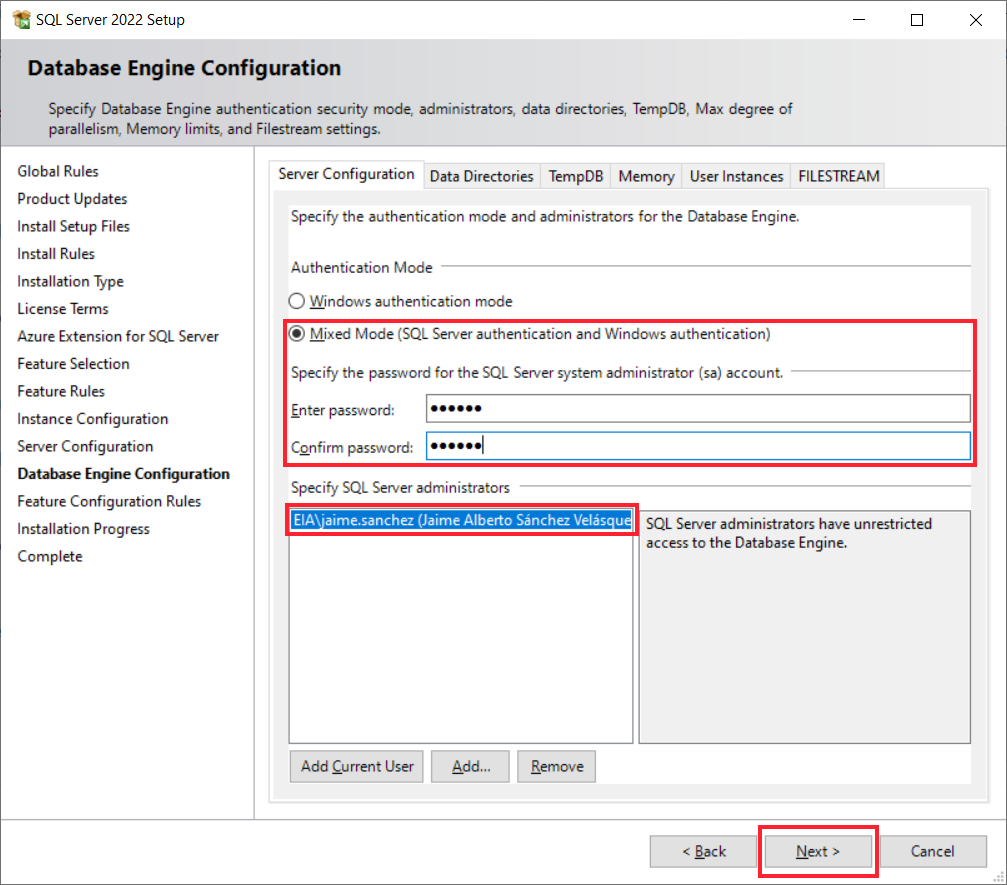 SQL Server 2022 Setup
Database Engine Configuration
Specify Database Engine authentication security mode, administrators, data directories, TempDB, Max degree of
parallelism, Memory limits, and Filestream settings.
Global Rules
Product Updates
Install Setup Files
Install Rules
Installation Type
License Terms
Azure Extension for SQL Server
Feature Selection
Feature Rules
Instance Configuration
Server Configuration
Database Engine Configuration
Feature Configuration Rules
Installation Progress
Complete
Server Configuration Data Directories TempDB Memory User Instances FILESTREAM
Specify the authentication mode and administrators for the Database Engine.
Authentication Mode
Windows authentication mode
Mixed Mode (SQL Server authentication and Windows authentication)
Specify the password for the SQL Server system administrator (sa) account.
Enter password: ●●●●●●
Confirm password: ●●●●●●
Specify SQL Server administrators
EIA\jaime.sanchez (Jaime Alberto Sánchez Velásque
SQL Server administrators have unrestricted
access to the Database Engine.
Add Current User Add... Remove
< Back Next > Cancel